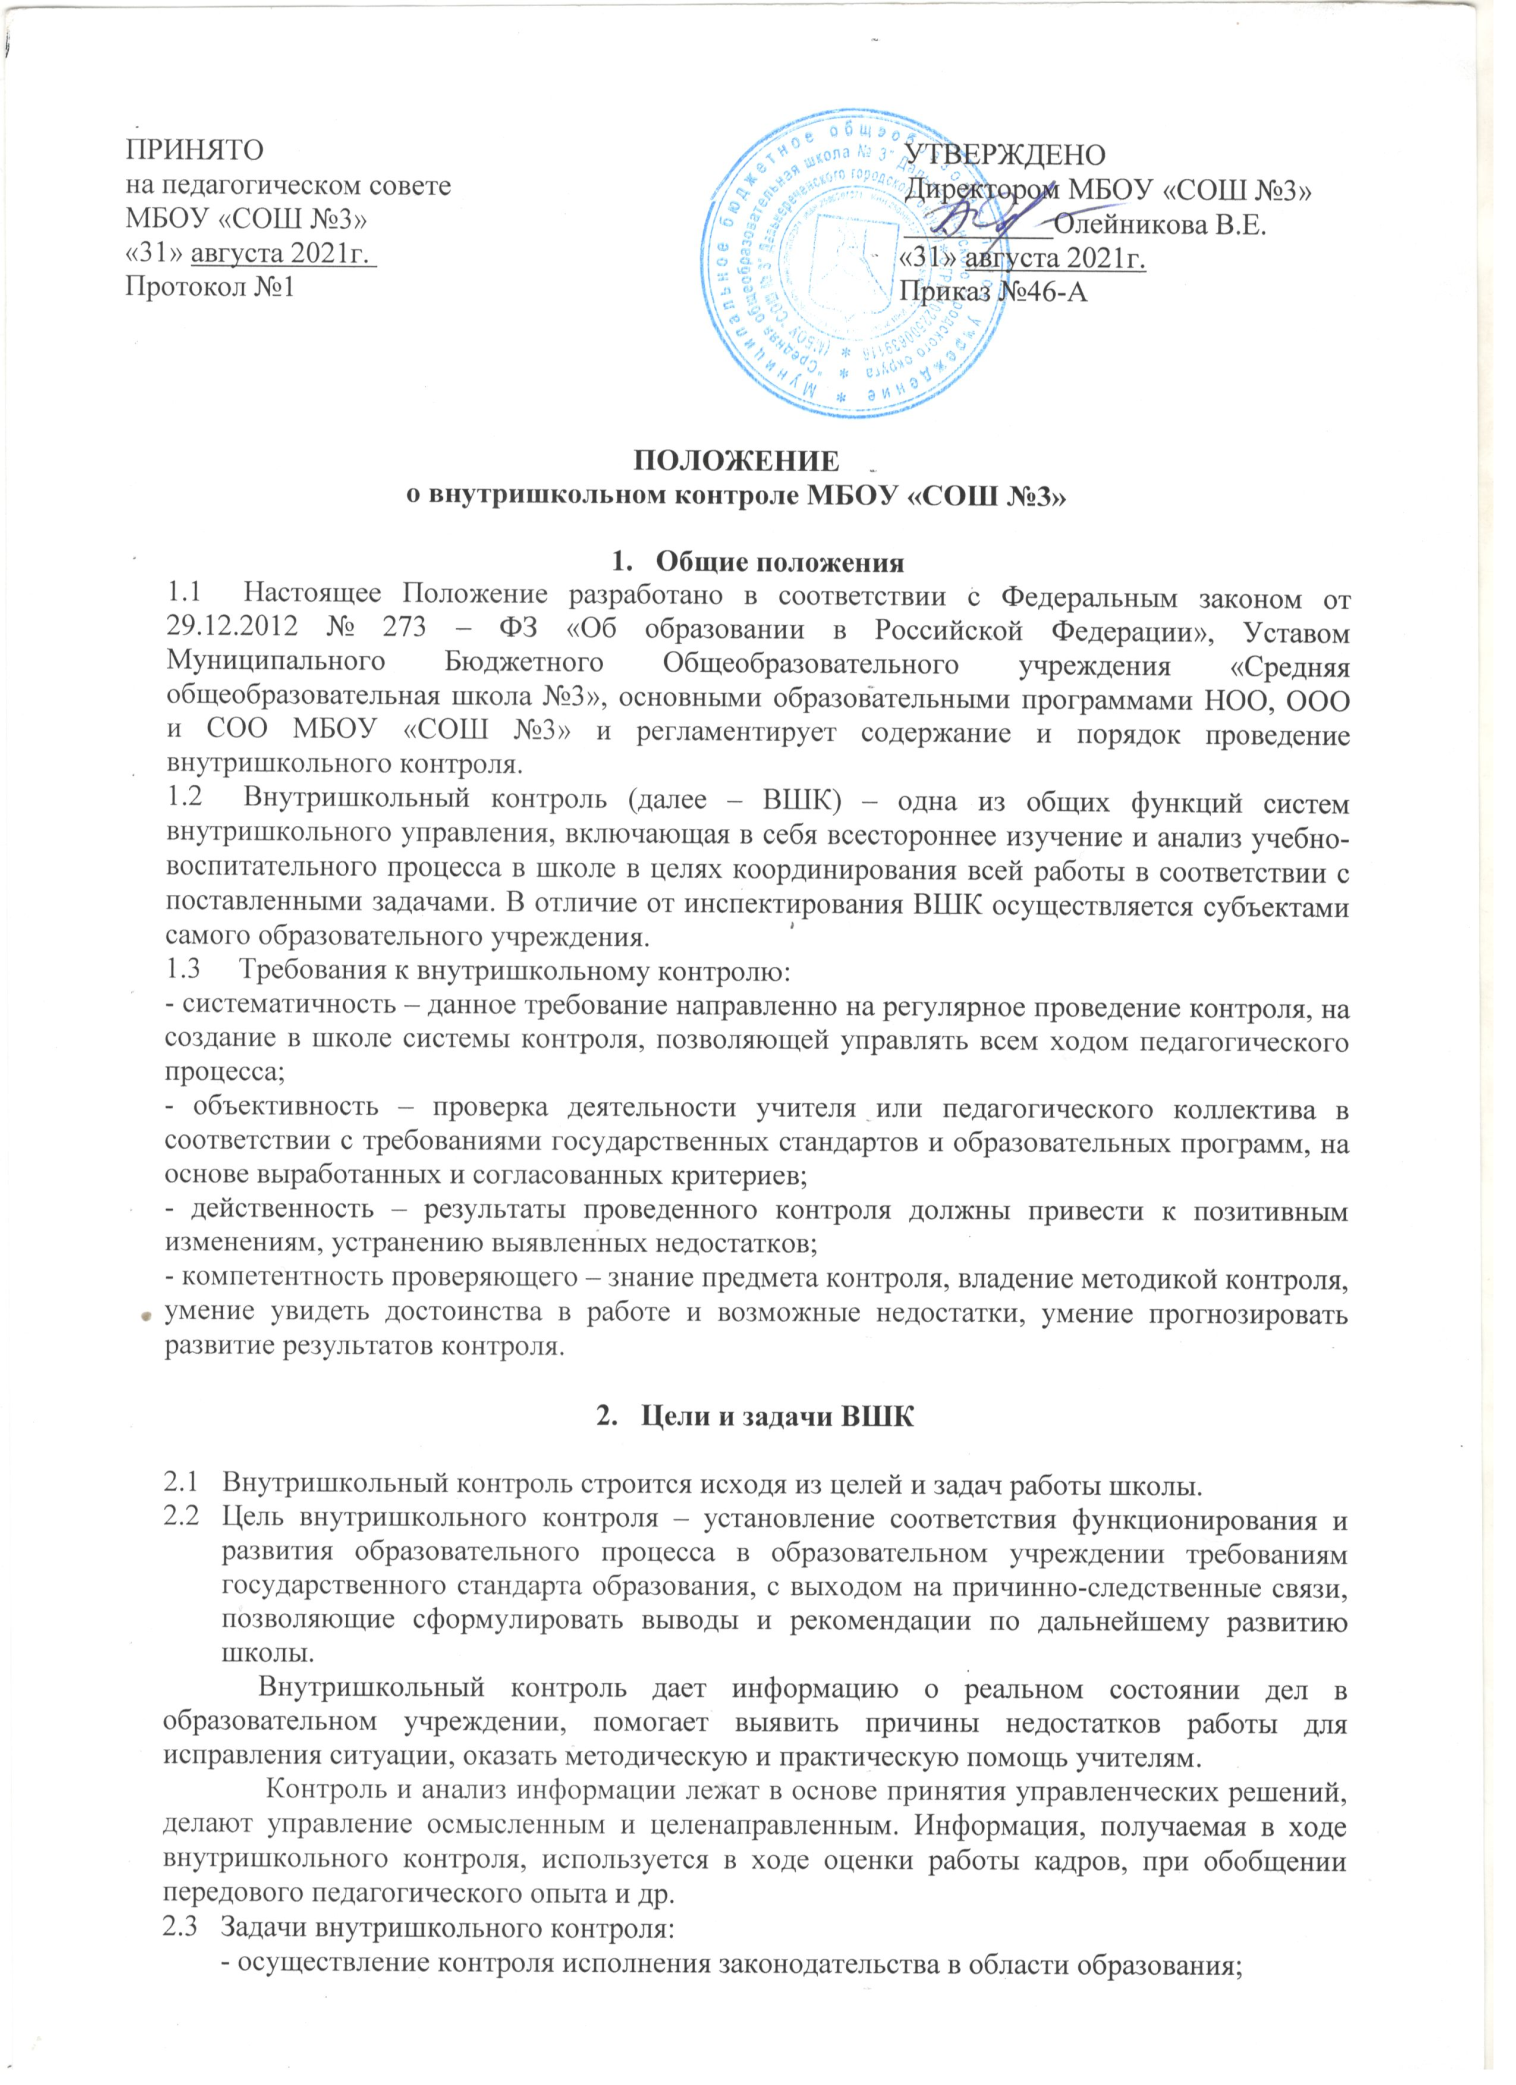 ПРИНЯТО
на педагогическом совете
МБОУ «СОШ №3»
«31» августа 2021г.
Протокол №1
УТВЕРЖДЕНО
Директором МБОУ «СОШ №3»
___________Олейникова В.Е.
«31» августа 2021г.
Приказ №46-А
ПОЛОЖЕНИЕ
о внутришкольном контроле МБОУ «СОШ №3»
1. Общие положения
1.1 Настоящее Положение разработано в соответствии с Федеральным законом от
29.12.2012 № 273 – ФЗ «Об образовании в Российской Федерации», Уставом
Муниципального Бюджетного Общеобразовательного учреждения «Средняя
общеобразовательная школа №3», основными образовательными программами НОО, ООО
и СОО МБОУ «СОШ №3» и регламентирует содержание и порядок проведение
внутришкольного контроля.
1.2 Внутришкольный контроль (далее – ВШК) – одна из общих функций систем
внутришкольного управления, включающая в себя всестороннее изучение и анализ учебно-
воспитательного процесса в школе в целях координирования всей работы в соответствии с
поставленными задачами. В отличие от инспектирования ВШК осуществляется субъектами
самого образовательного учреждения.
1.3 Требования к внутришкольному контролю:
- систематичность – данное требование направленно на регулярное проведение контроля, на
создание в школе системы контроля, позволяющей управлять всем ходом педагогического
процесса;
- объективность – проверка деятельности учителя или педагогического коллектива в
соответствии с требованиями государственных стандартов и образовательных программ, на
основе выработанных и согласованных критериев;
- действенность – результаты проведенного контроля должны привести к позитивным
изменениям, устранению выявленных недостатков;
- компетентность проверяющего – знание предмета контроля, владение методикой контроля,
умение увидеть достоинства в работе и возможные недостатки, умение прогнозировать
развитие результатов контроля.
2. Цели и задачи ВШК
2.1 Внутришкольный контроль строится исходя из целей и задач работы школы.
2.2 Цель внутришкольного контроля – установление соответствия функционирования и
развития образовательного процесса в образовательном учреждении требованиям
государственного стандарта образования, с выходом на причинно-следственные связи,
позволяющие сформулировать выводы и рекомендации по дальнейшему развитию
школы.
Внутришкольный контроль дает информацию о реальном состоянии дел в
образовательном учреждении, помогает выявить причины недостатков работы для
исправления ситуации, оказать методическую и практическую помощь учителям.
Контроль и анализ информации лежат в основе принятия управленческих решений,
делают управление осмысленным и целенаправленным. Информация, получаемая в ходе
внутришкольного контроля, используется в ходе оценки работы кадров, при обобщении
передового педагогического опыта и др.
2.3 Задачи внутришкольного контроля:
- осуществление контроля исполнения законодательства в области образования;